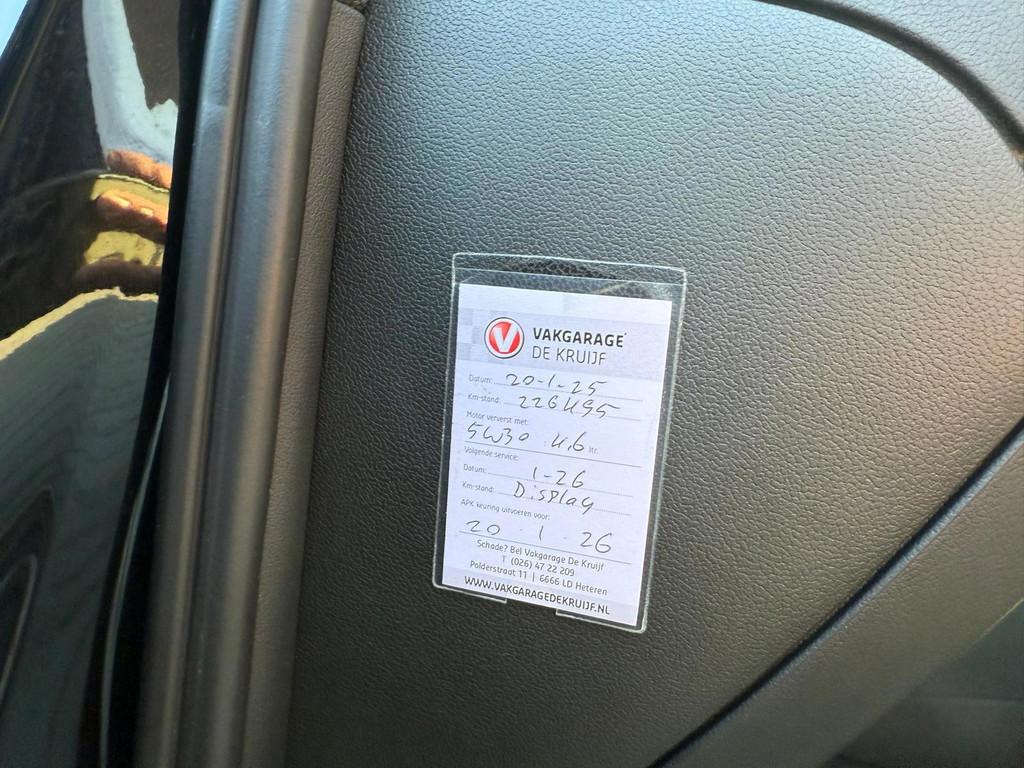 V VAKGARAGE
DE KRUIJF
Datum: 20-1-25
Km-stand: 226495
Motor ververst met:
5W30 4,6 ltr.
Volgende service:
Datum: 1-26
Km-stand: Display
APK keuring uitvoeren voor:
20 1 26
Schade? Bel Vakgarage De Kruijf
T (026) 47 22 209
Polderstraat 11 | 6666 LD Heteren
WWW.VAKGARAGEDEKRUIJF.NL